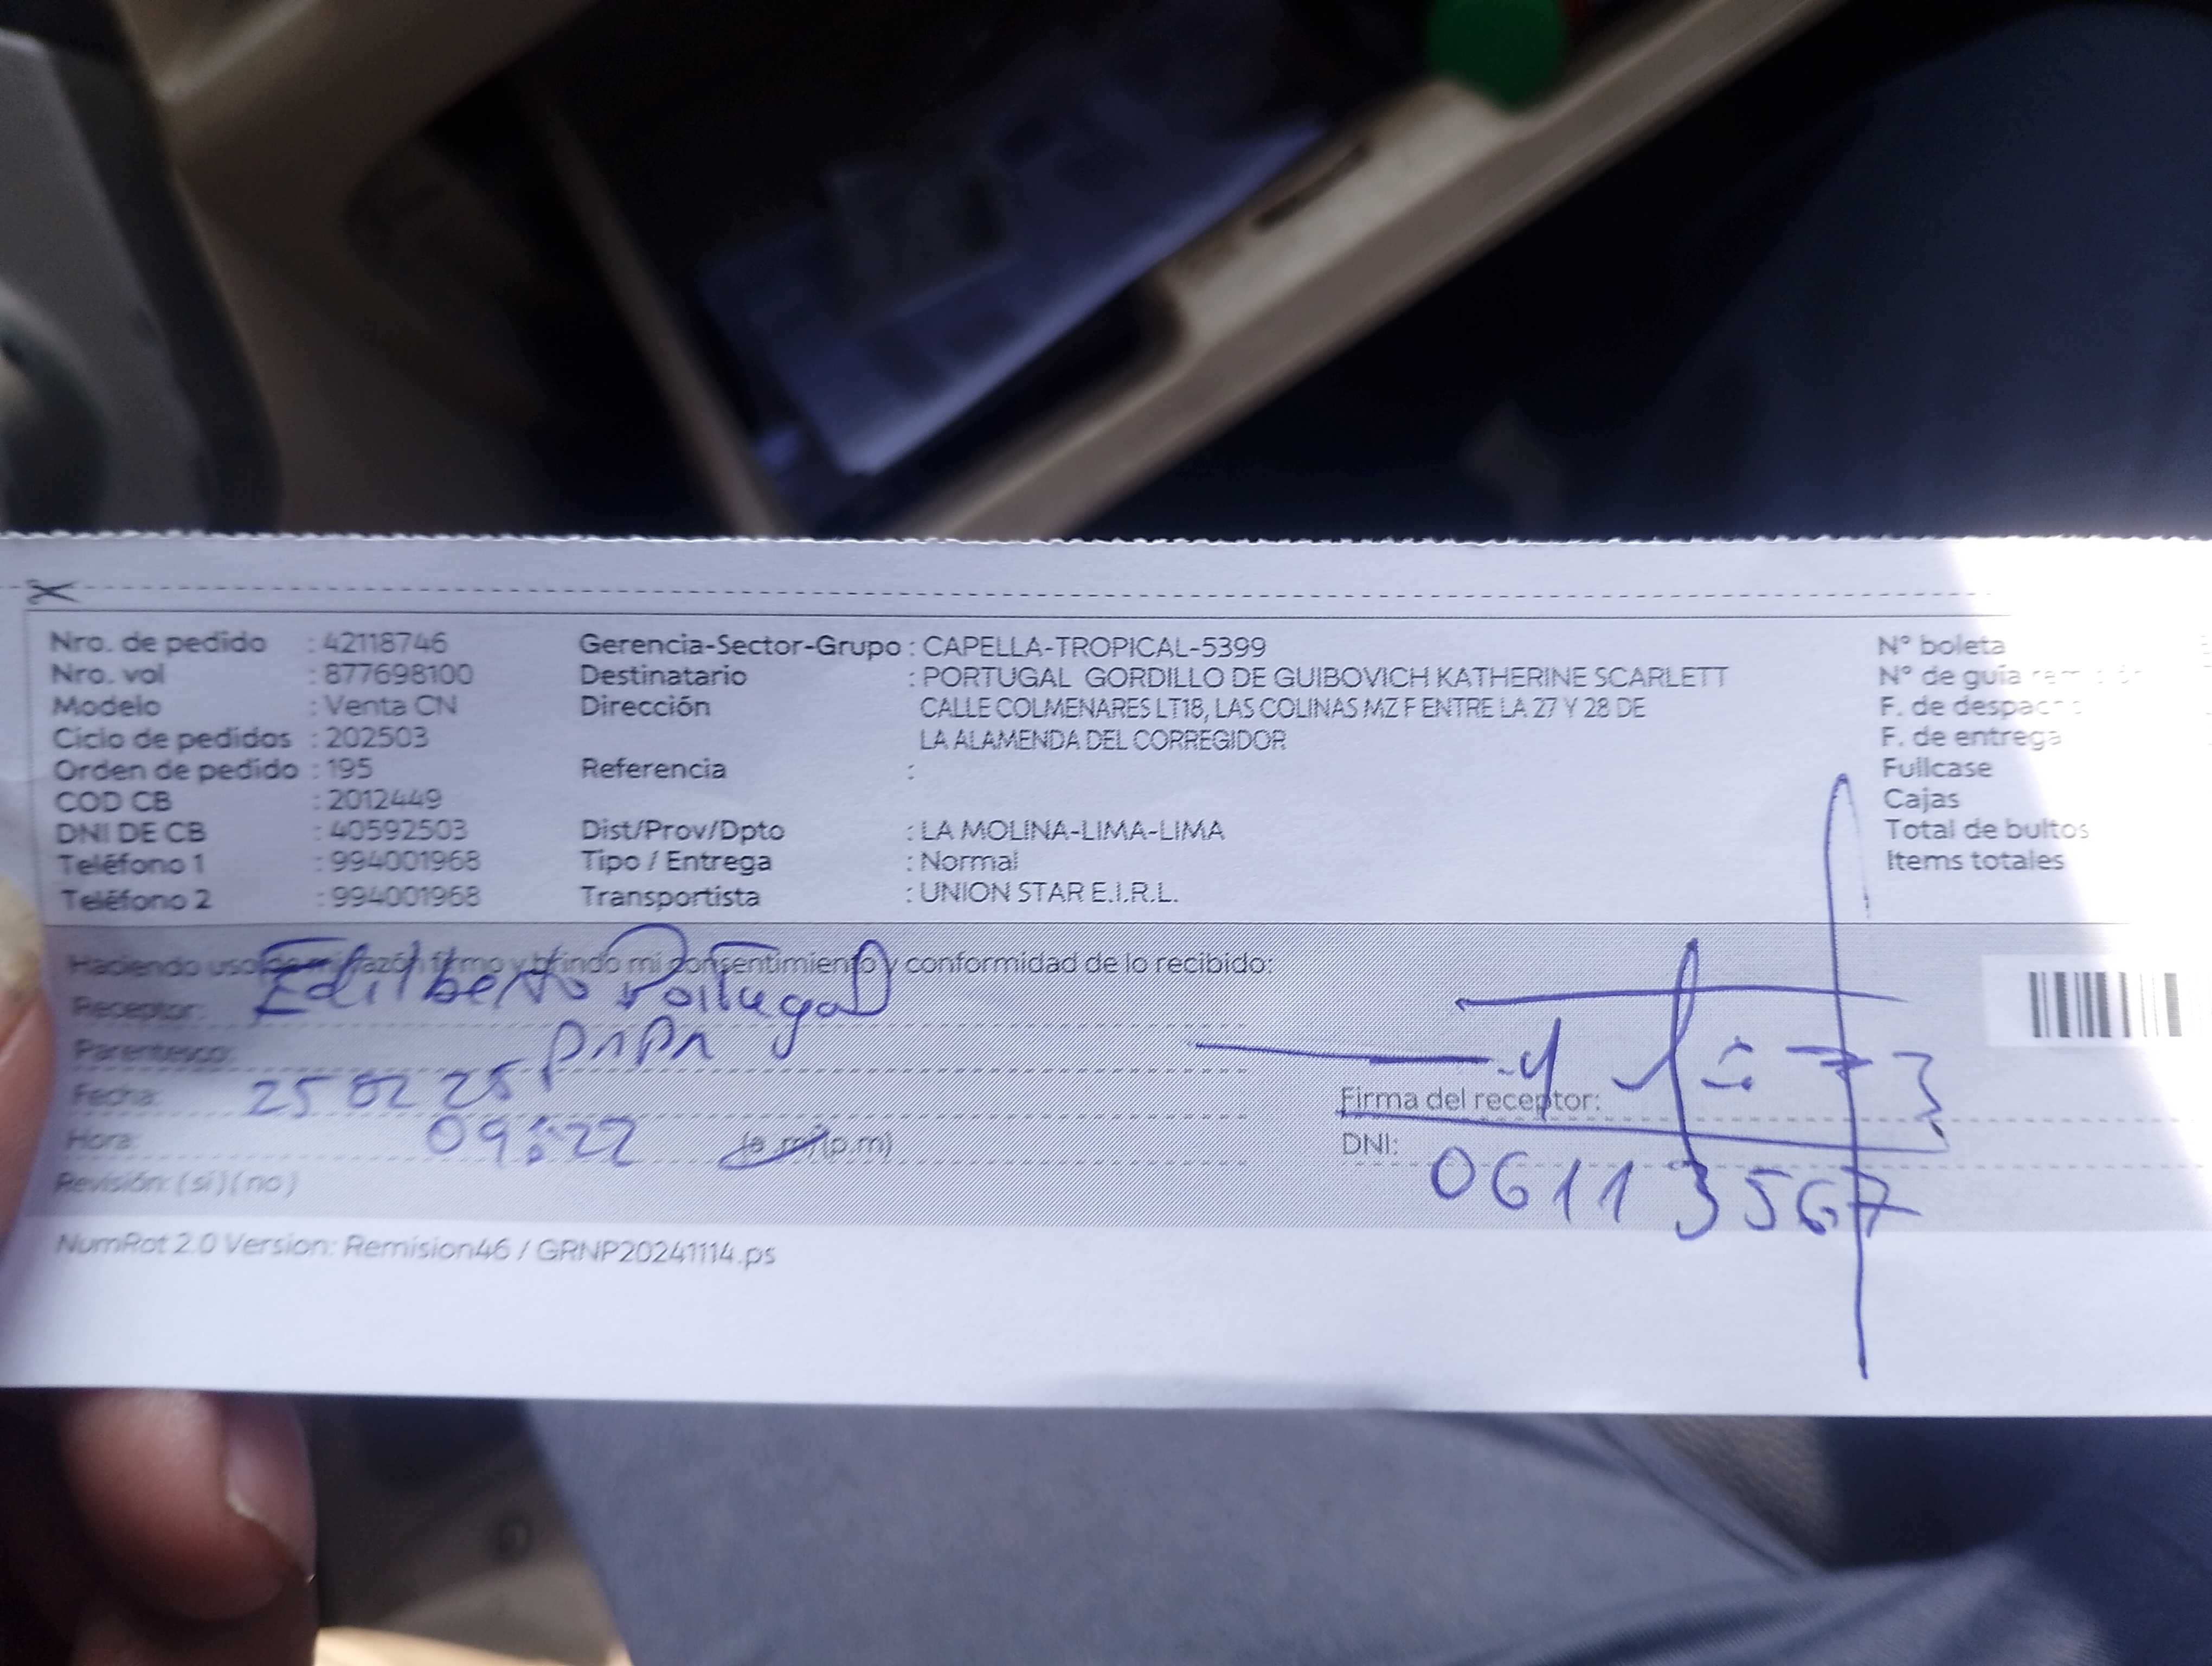 Nro. de pedido : 42118746 Gerencia-Sector-Grupo : CAPELLA-TROPICAL-5399 N° boleta
Nro. vol : 877698100 Destinatario : PORTUGAL GORDILLO DE GUIBOVICH KATHERINE SCARLETT N° de guía
Modelo : Venta CN Dirección : CALLE COLMENARES LT18, LAS COLINAS MZ F ENTRE LA 27 Y 28 DE F. de despacho
Ciclo de pedidos : 202503 LA ALAMENDA DEL CORREGIDOR F. de entrega
Orden de pedido : 195 Referencia : Fullcase
COD CB : 2012449 Cajas
DNI DE CB : 40592503 Dist/Prov/Dpto : LA MOLINA-LIMA-LIMA Total de bultos
Teléfono 1 : 994001968 Tipo / Entrega : Normal Items totales
Teléfono 2 : 994001968 Transportista : UNION STAR E.I.R.L.
Haciendo uso de mi razón firmo y brindo mi consentimiento y conformidad de lo recibido:
Receptor: Edilberto Portugal
Parentesco: PAPA
Fecha: 25 02 25 Firma del receptor:
Hora: 09:22 (a.m)(p.m) DNI: 06113567
Revisión: (si)(no)
NumRot 2.0 Version: Remision46 / GRNP20241114.ps